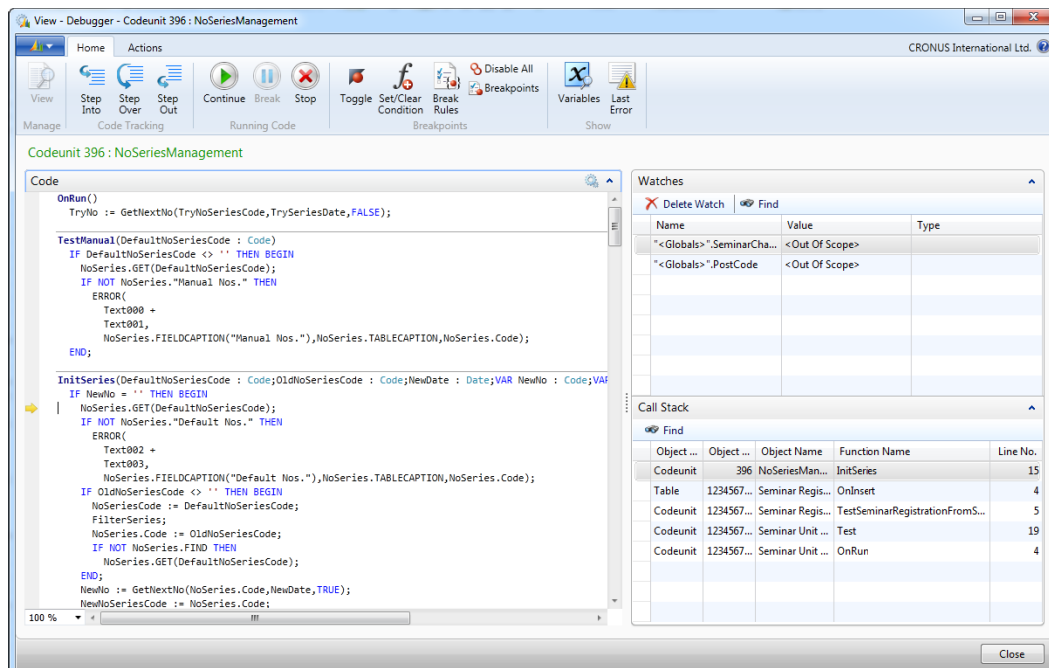 View - Debugger - Codeunit 396 : NoSeriesManagement
Home Actions CRONUS International Ltd.
View
Step Into
Step Over
Step Out
Continue
Break
Stop
Toggle
Set/Clear Condition
Break Rules
Disable All
Breakpoints
Variables
Last Error
Manage Code Tracking Running Code Breakpoints Show
Codeunit 396 : NoSeriesManagement
Code
OnRun()
TryNo := GetNextNo(TryNoSeriesCode,TrySeriesDate,FALSE);
TestManual(DefaultNoSeriesCode : Code)
IF DefaultNoSeriesCode <> '' THEN BEGIN
NoSeries.GET(DefaultNoSeriesCode);
IF NOT NoSeries."Manual Nos." THEN
ERROR(
Text000 +
Text001,
NoSeries.FIELDCAPTION("Manual Nos."),NoSeries.TABLECAPTION,NoSeries.Code);
END;
InitSeries(DefaultNoSeriesCode : Code;OldNoSeriesCode : Code;NewDate : Date;VAR NewNo : Code;VAR
IF NewNo = '' THEN BEGIN
NoSeries.GET(DefaultNoSeriesCode);
IF NOT NoSeries."Default Nos." THEN
ERROR(
Text002 +
Text003,
NoSeries.FIELDCAPTION("Default Nos."),NoSeries.TABLECAPTION,NoSeries.Code);
IF OldNoSeriesCode <> '' THEN BEGIN
NoSeriesCode := DefaultNoSeriesCode;
FilterSeries;
NoSeries.Code := OldNoSeriesCode;
IF NOT NoSeries.FIND THEN
NoSeries.GET(DefaultNoSeriesCode);
END;
NewNo := GetNextNo(NoSeries.Code,NewDate,TRUE);
NewNoSeriesCode := NoSeries.Code;
100 %
Watches
Delete Watch Find
Name Value Type
"<Globals>".SeminarCha... <Out Of Scope>
"<Globals>".PostCode <Out Of Scope>
Call Stack
Find
Object ... Object ... Object Name Function Name Line No.
Codeunit 396 NoSeriesMan... InitSeries 15
Table 1234567... Seminar Regis... OnInsert 4
Codeunit 1234567... Seminar Regis... TestSeminarRegistrationFromS... 5
Codeunit 1234567... Seminar Unit ... Test 19
Codeunit 1234567... Seminar Unit ... OnRun 4
Close